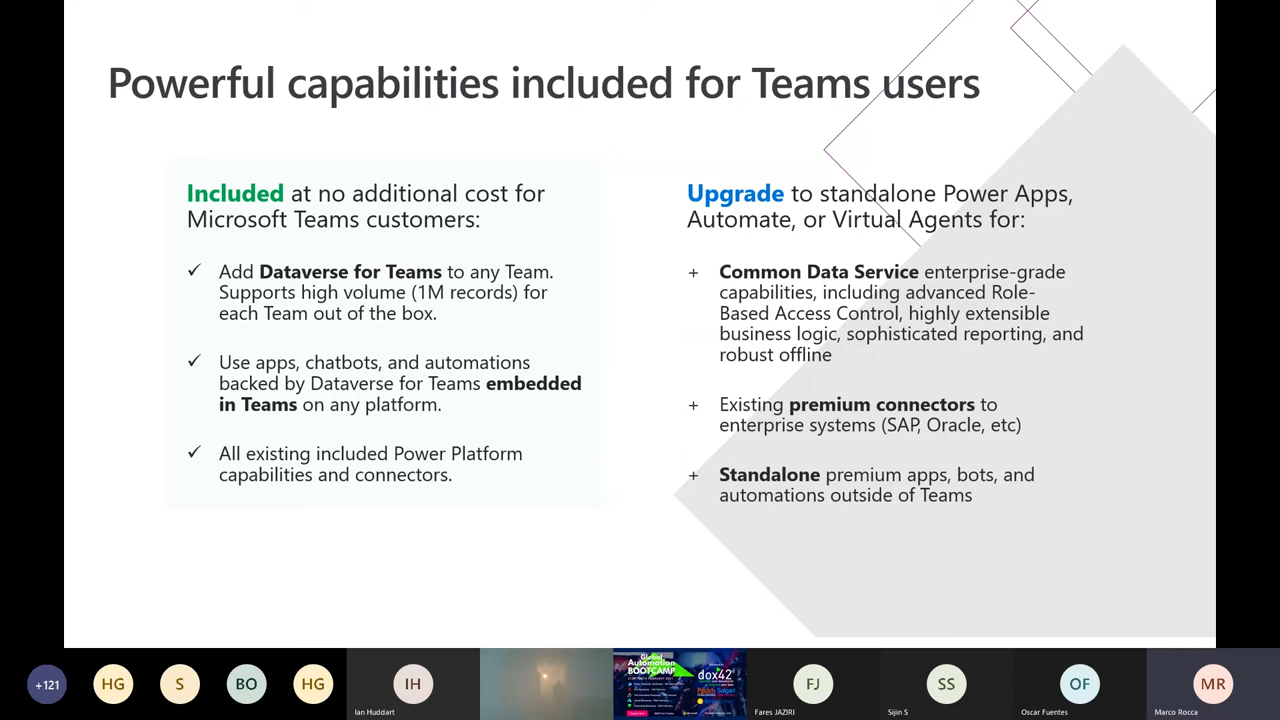 Powerful capabilities included for Teams users
Included at no additional cost for
Microsoft Teams customers:
✓ Add Dataverse for Teams to any Team.
Supports high volume (1M records) for
each Team out of the box.
✓ Use apps, chatbots, and automations
backed by Dataverse for Teams embedded
in Teams on any platform.
✓ All existing included Power Platform
capabilities and connectors.
Upgrade to standalone Power Apps,
Automate, or Virtual Agents for:
+ Common Data Service enterprise-grade
capabilities, including advanced Role-
Based Access Control, highly extensible
business logic, sophisticated reporting, and
robust offline
+ Existing premium connectors to
enterprise systems (SAP, Oracle, etc)
+ Standalone premium apps, bots, and
automations outside of Teams
+121
HG
S
BO
HG
IH
Ian Huddart
Global
Automation
BOOTCAMP
dox42
FJ
Fares JAZIRI
SS
Sijin S
OF
Oscar Fuentes
MR
Marco Rocca